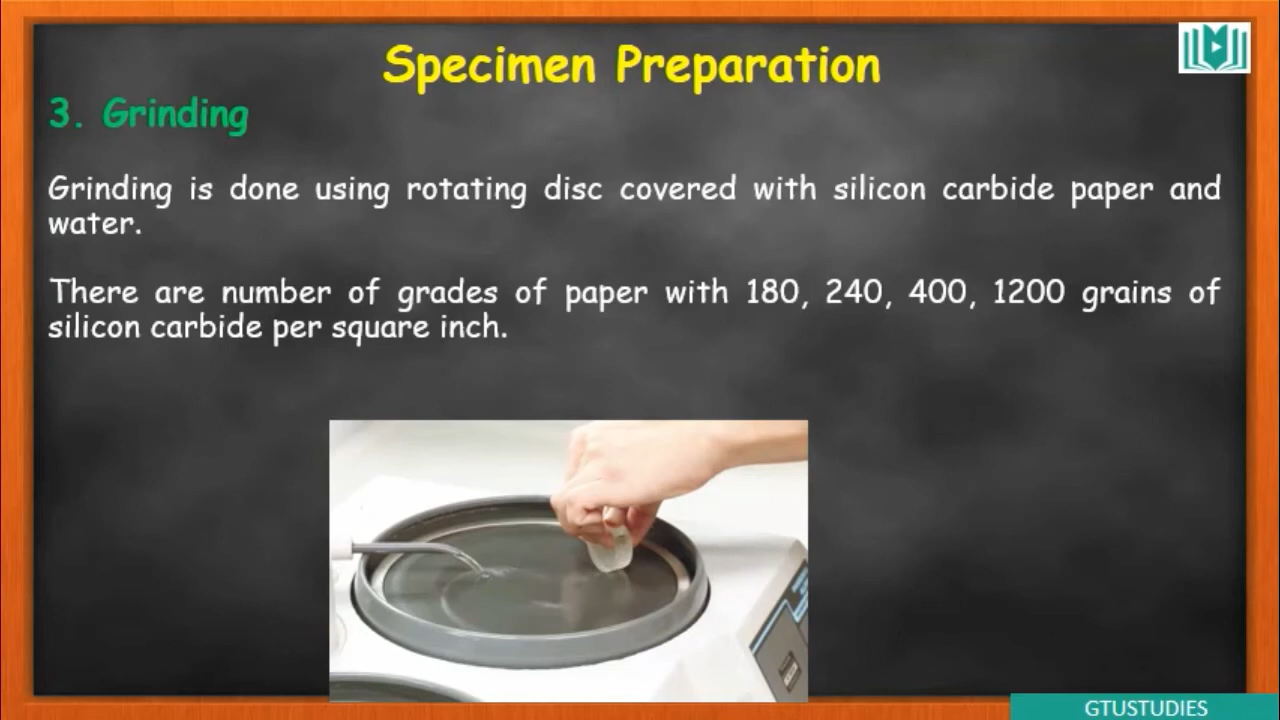 Specimen Preparation
3. Grinding
Grinding is done using rotating disc covered with silicon carbide paper and
water.
There are number of grades of paper with 180, 240, 400, 1200 grains of
silicon carbide per square inch.
GTUSTUDIES